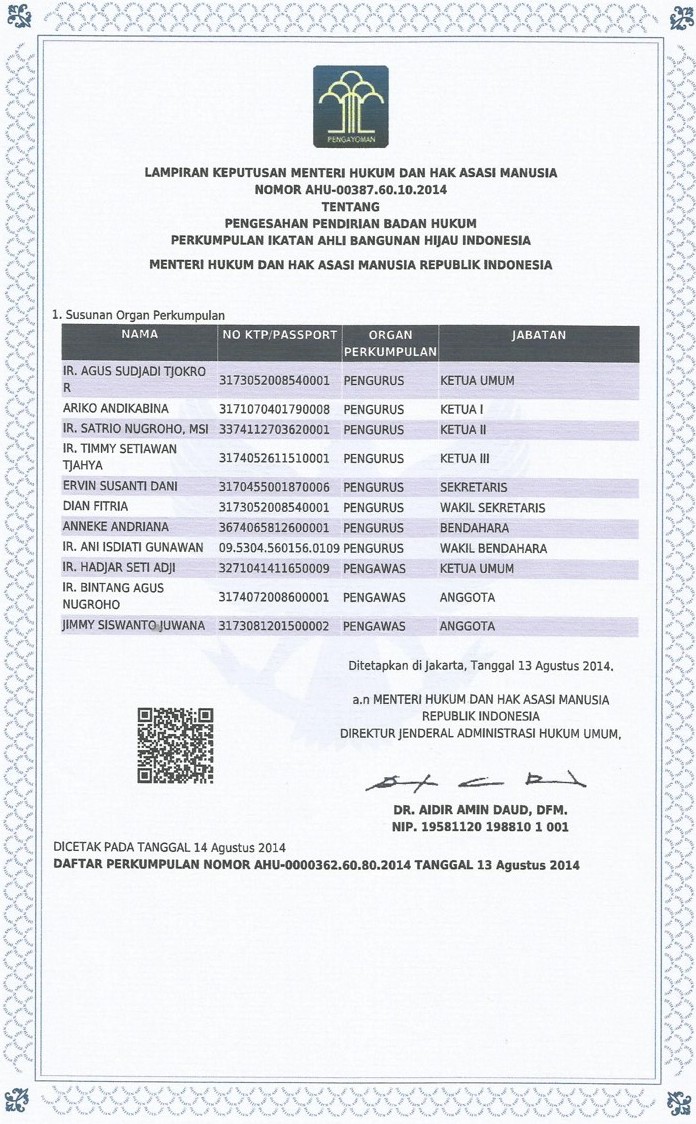 PENGAYOMAN
LAMPIRAN KEPUTUSAN MENTERI HUKUM DAN HAK ASASI MANUSIA
NOMOR AHU-00387.60.10.2014
TENTANG
PENGESAHAN PENDIRIAN BADAN HUKUM
PERKUMPULAN IKATAN AHLI BANGUNAN HIJAU INDONESIA
MENTERI HUKUM DAN HAK ASASI MANUSIA REPUBLIK INDONESIA
1. Susunan Organ Perkumpulan
NAMA NO KTP/PASSPORT ORGAN JABATAN
PERKUMPULAN
IR. AGUS SUDJADI TJOKRO
R 3173052008540001 PENGURUS KETUA UMUM
ARIKO ANDIKABINA 3171070401790008 PENGURUS KETUA I
IR. SATRIO NUGROHO, MSI 3374112703620001 PENGURUS KETUA II
IR. TIMMY SETIAWAN
TJAHYA 3174052611510001 PENGURUS KETUA III
ERVIN SUSANTI DANI 3170455001870006 PENGURUS SEKRETARIS
DIAN FITRIA 3173052008540001 PENGURUS WAKIL SEKRETARIS
ANNEKE ANDRIANA 3674065812600001 PENGURUS BENDAHARA
IR. ANI ISDIATI GUNAWAN 09.5304.560156.0109 PENGURUS WAKIL BENDAHARA
IR. HADJAR SETI ADJI 3271041411650009 PENGAWAS KETUA UMUM
IR. BINTANG AGUS
NUGROHO 3174072008600001 PENGAWAS ANGGOTA
JIMMY SISWANTO JUWANA 3173081201500002 PENGAWAS ANGGOTA
Ditetapkan di Jakarta, Tanggal 13 Agustus 2014.
a.n MENTERI HUKUM DAN HAK ASASI MANUSIA
REPUBLIK INDONESIA
DIREKTUR JENDERAL ADMINISTRASI HUKUM UMUM,
DR. AIDIR AMIN DAUD, DFM.
NIP. 19581120 198810 1 001
DICETAK PADA TANGGAL 14 Agustus 2014
DAFTAR PERKUMPULAN NOMOR AHU-0000362.60.80.2014 TANGGAL 13 Agustus 2014